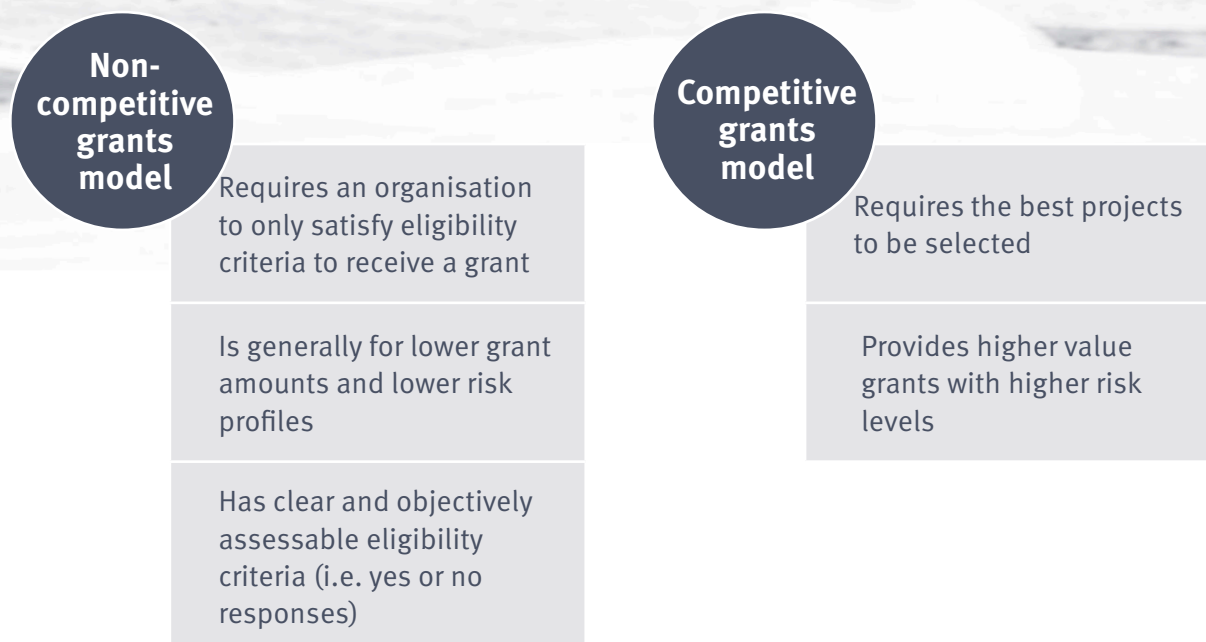 Non-
competitive
grants
model
Requires an organisation
to only satisfy eligibility
criteria to receive a grant
Is generally for lower grant
amounts and lower risk
profiles
Has clear and objectively
assessable eligibility
criteria (i.e. yes or no
responses)
Competitive
grants
model
Requires the best projects
to be selected
Provides higher value
grants with higher risk
levels